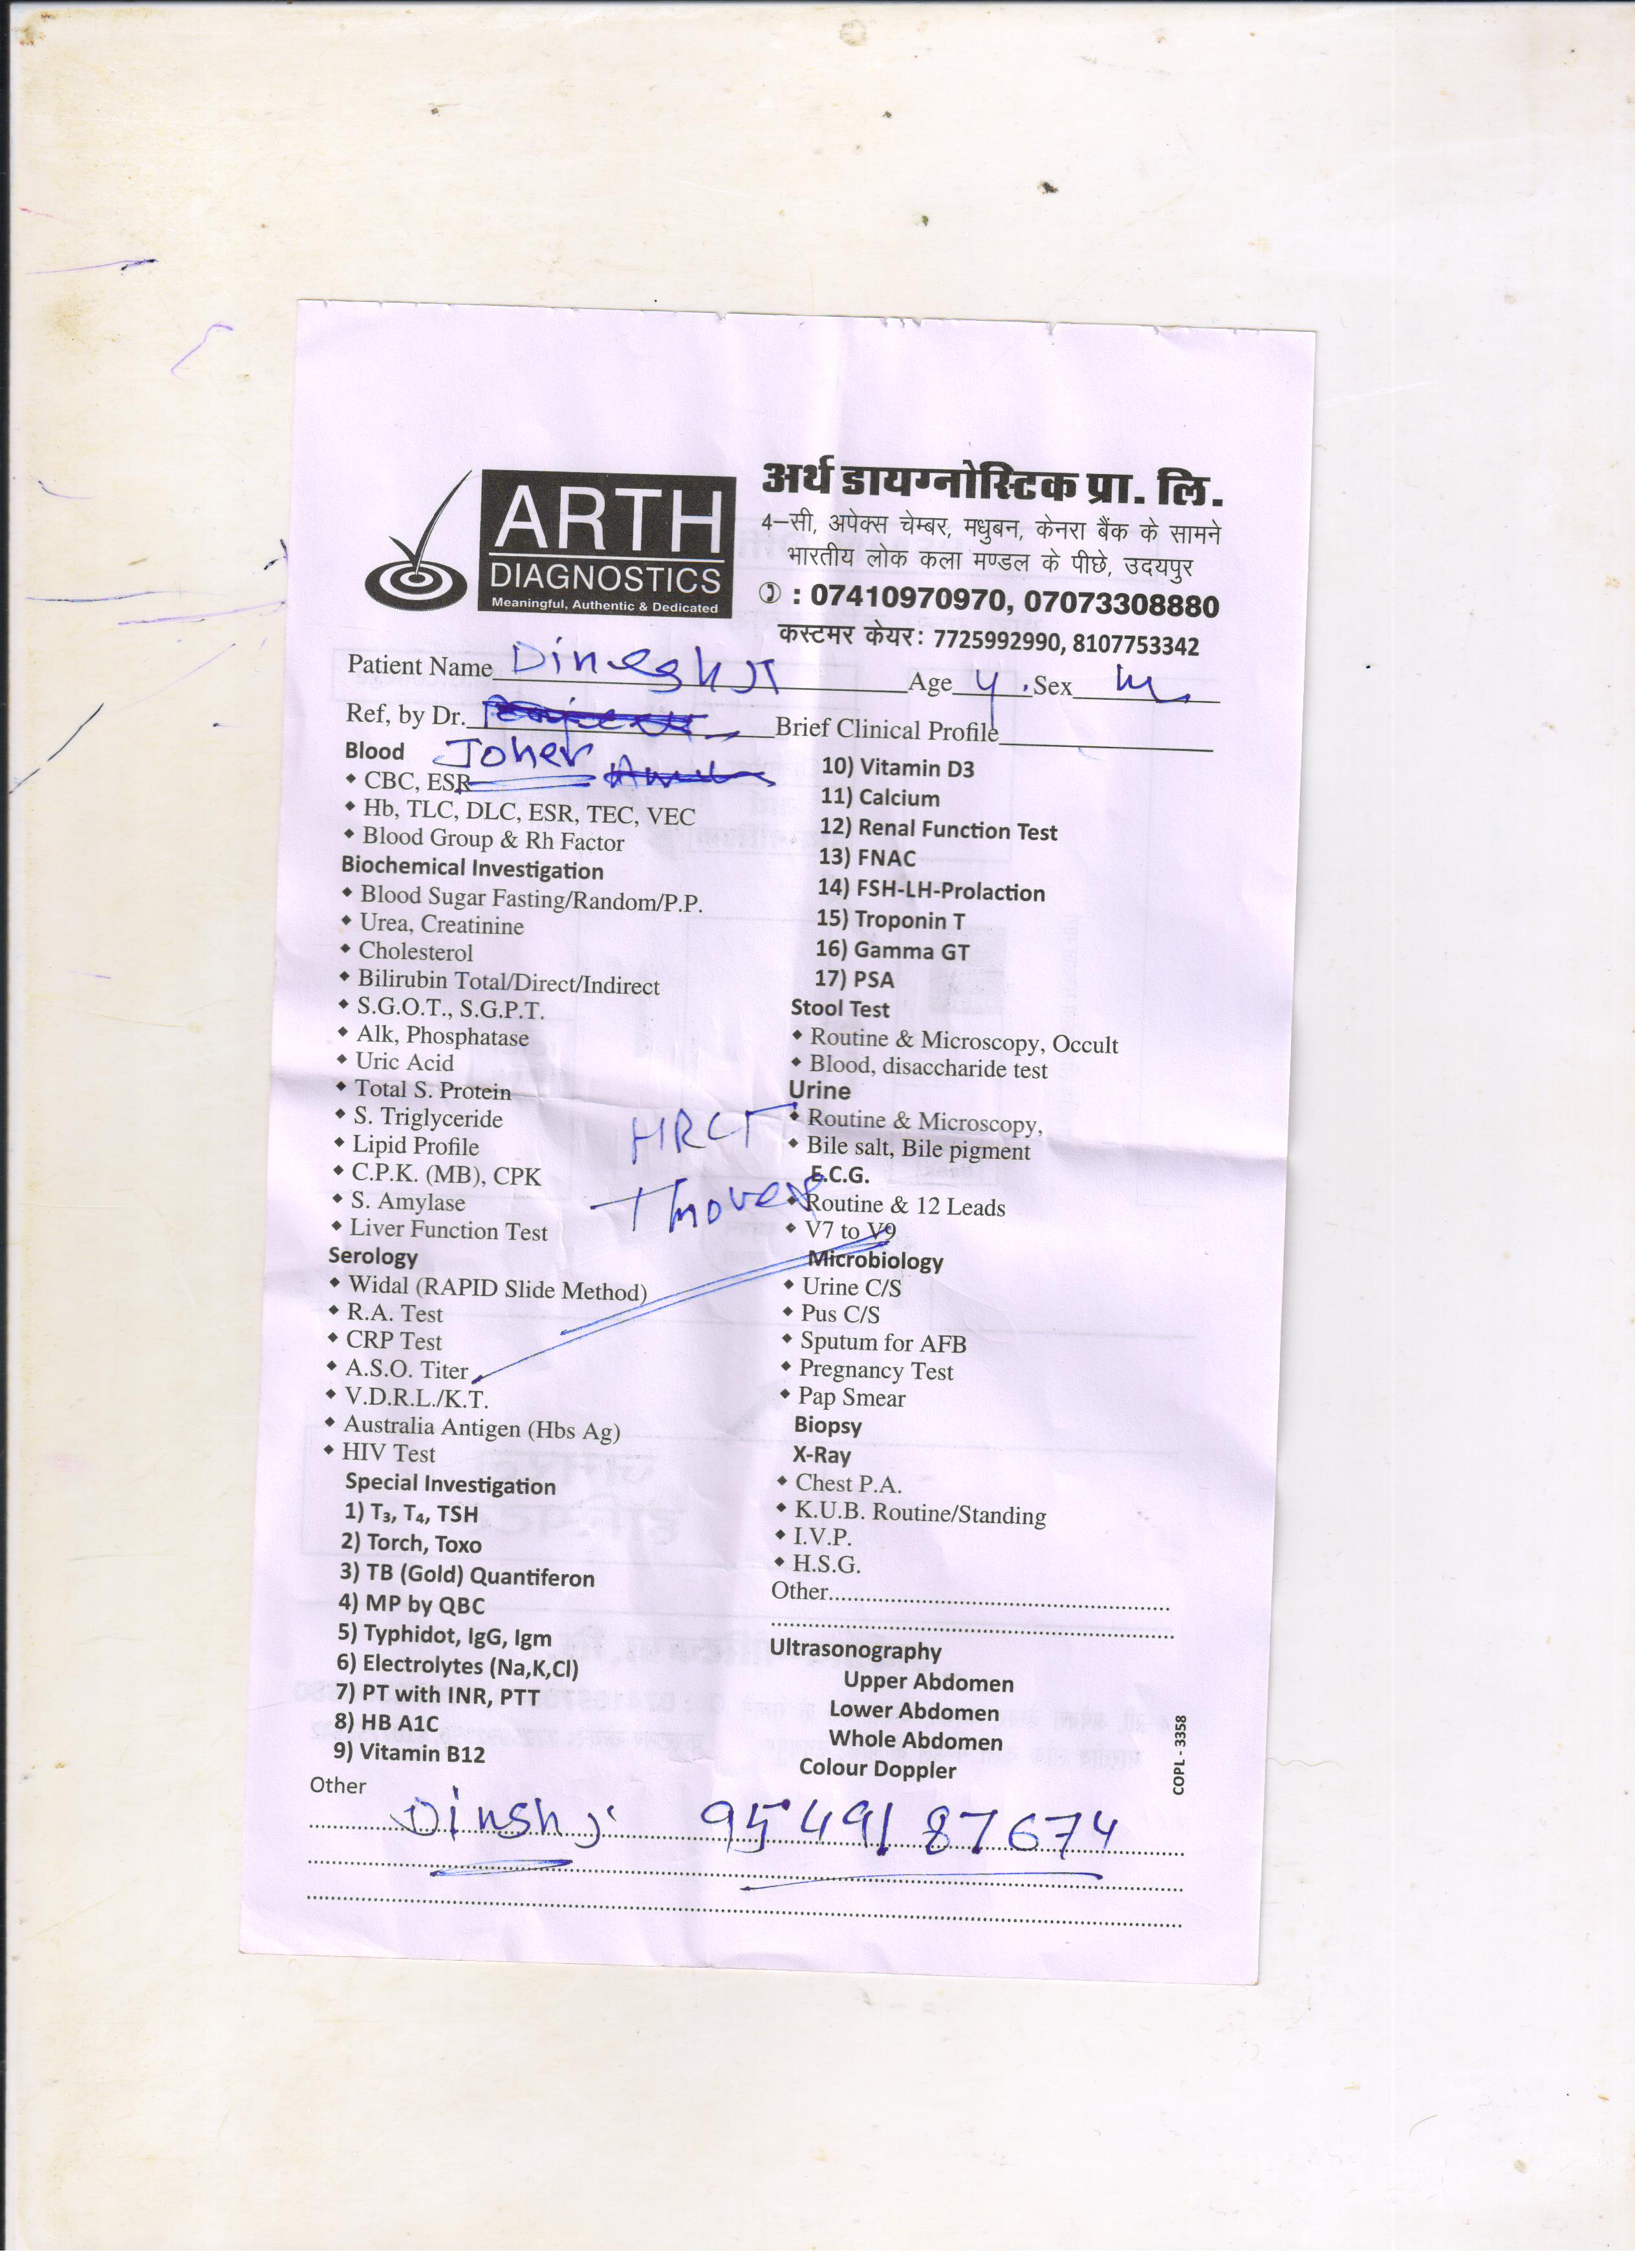 ARTH
DIAGNOSTICS
Meaningful, Authentic & Dedicated
अर्थ डायग्नोस्टिक प्रा. लि.
4–सी, अपेक्स चेम्बर, मधुबन, केनरा बैंक के सामने
भारतीय लोक कला मण्डल के पीछे, उदयपुर
✆ : 07410970970, 07073308880
कस्टमर केयर: 7725992990, 8107753342
Patient Name Dinesh Age Sex M
Ref, by Dr. Brief Clinical Profile
Joher
Blood
CBC, ESR
Hb, TLC, DLC, ESR, TEC, VEC
Blood Group & Rh Factor
Biochemical Investigation
Blood Sugar Fasting/Random/P.P.
Urea, Creatinine
Cholesterol
Bilirubin Total/Direct/Indirect
S.G.O.T., S.G.P.T.
Alk, Phosphatase
Uric Acid
Total S. Protein
S. Triglyceride
Lipid Profile
C.P.K. (MB), CPK
S. Amylase
Liver Function Test
Serology
Widal (RAPID Slide Method)
R.A. Test
CRP Test
A.S.O. Titer
V.D.R.L./K.T.
Australia Antigen (Hbs Ag)
HIV Test
Special Investigation
1) T₃, T₄, TSH
2) Torch, Toxo
3) TB (Gold) Quantiferon
4) MP by QBC
5) Typhidot, IgG, Igm
6) Electrolytes (Na,K,Cl)
7) PT with INR, PTT
8) HB A1C
9) Vitamin B12
10) Vitamin D3
11) Calcium
12) Renal Function Test
13) FNAC
14) FSH-LH-Prolaction
15) Troponin T
16) Gamma GT
17) PSA
Stool Test
Routine & Microscopy, Occult
Blood, disaccharide test
Urine
Routine & Microscopy,
Bile salt, Bile pigment
E.C.G.
Routine & 12 Leads
V7 to V9
Microbiology
Urine C/S
Pus C/S
Sputum for AFB
Pregnancy Test
Pap Smear
Biopsy
X-Ray
Chest P.A.
K.U.B. Routine/Standing
I.V.P.
H.S.G.
Other
Ultrasonography
Upper Abdomen
Lower Abdomen
Whole Abdomen
Colour Doppler
COPL - 3358
HRCT
Other
Dinsh 9549187674